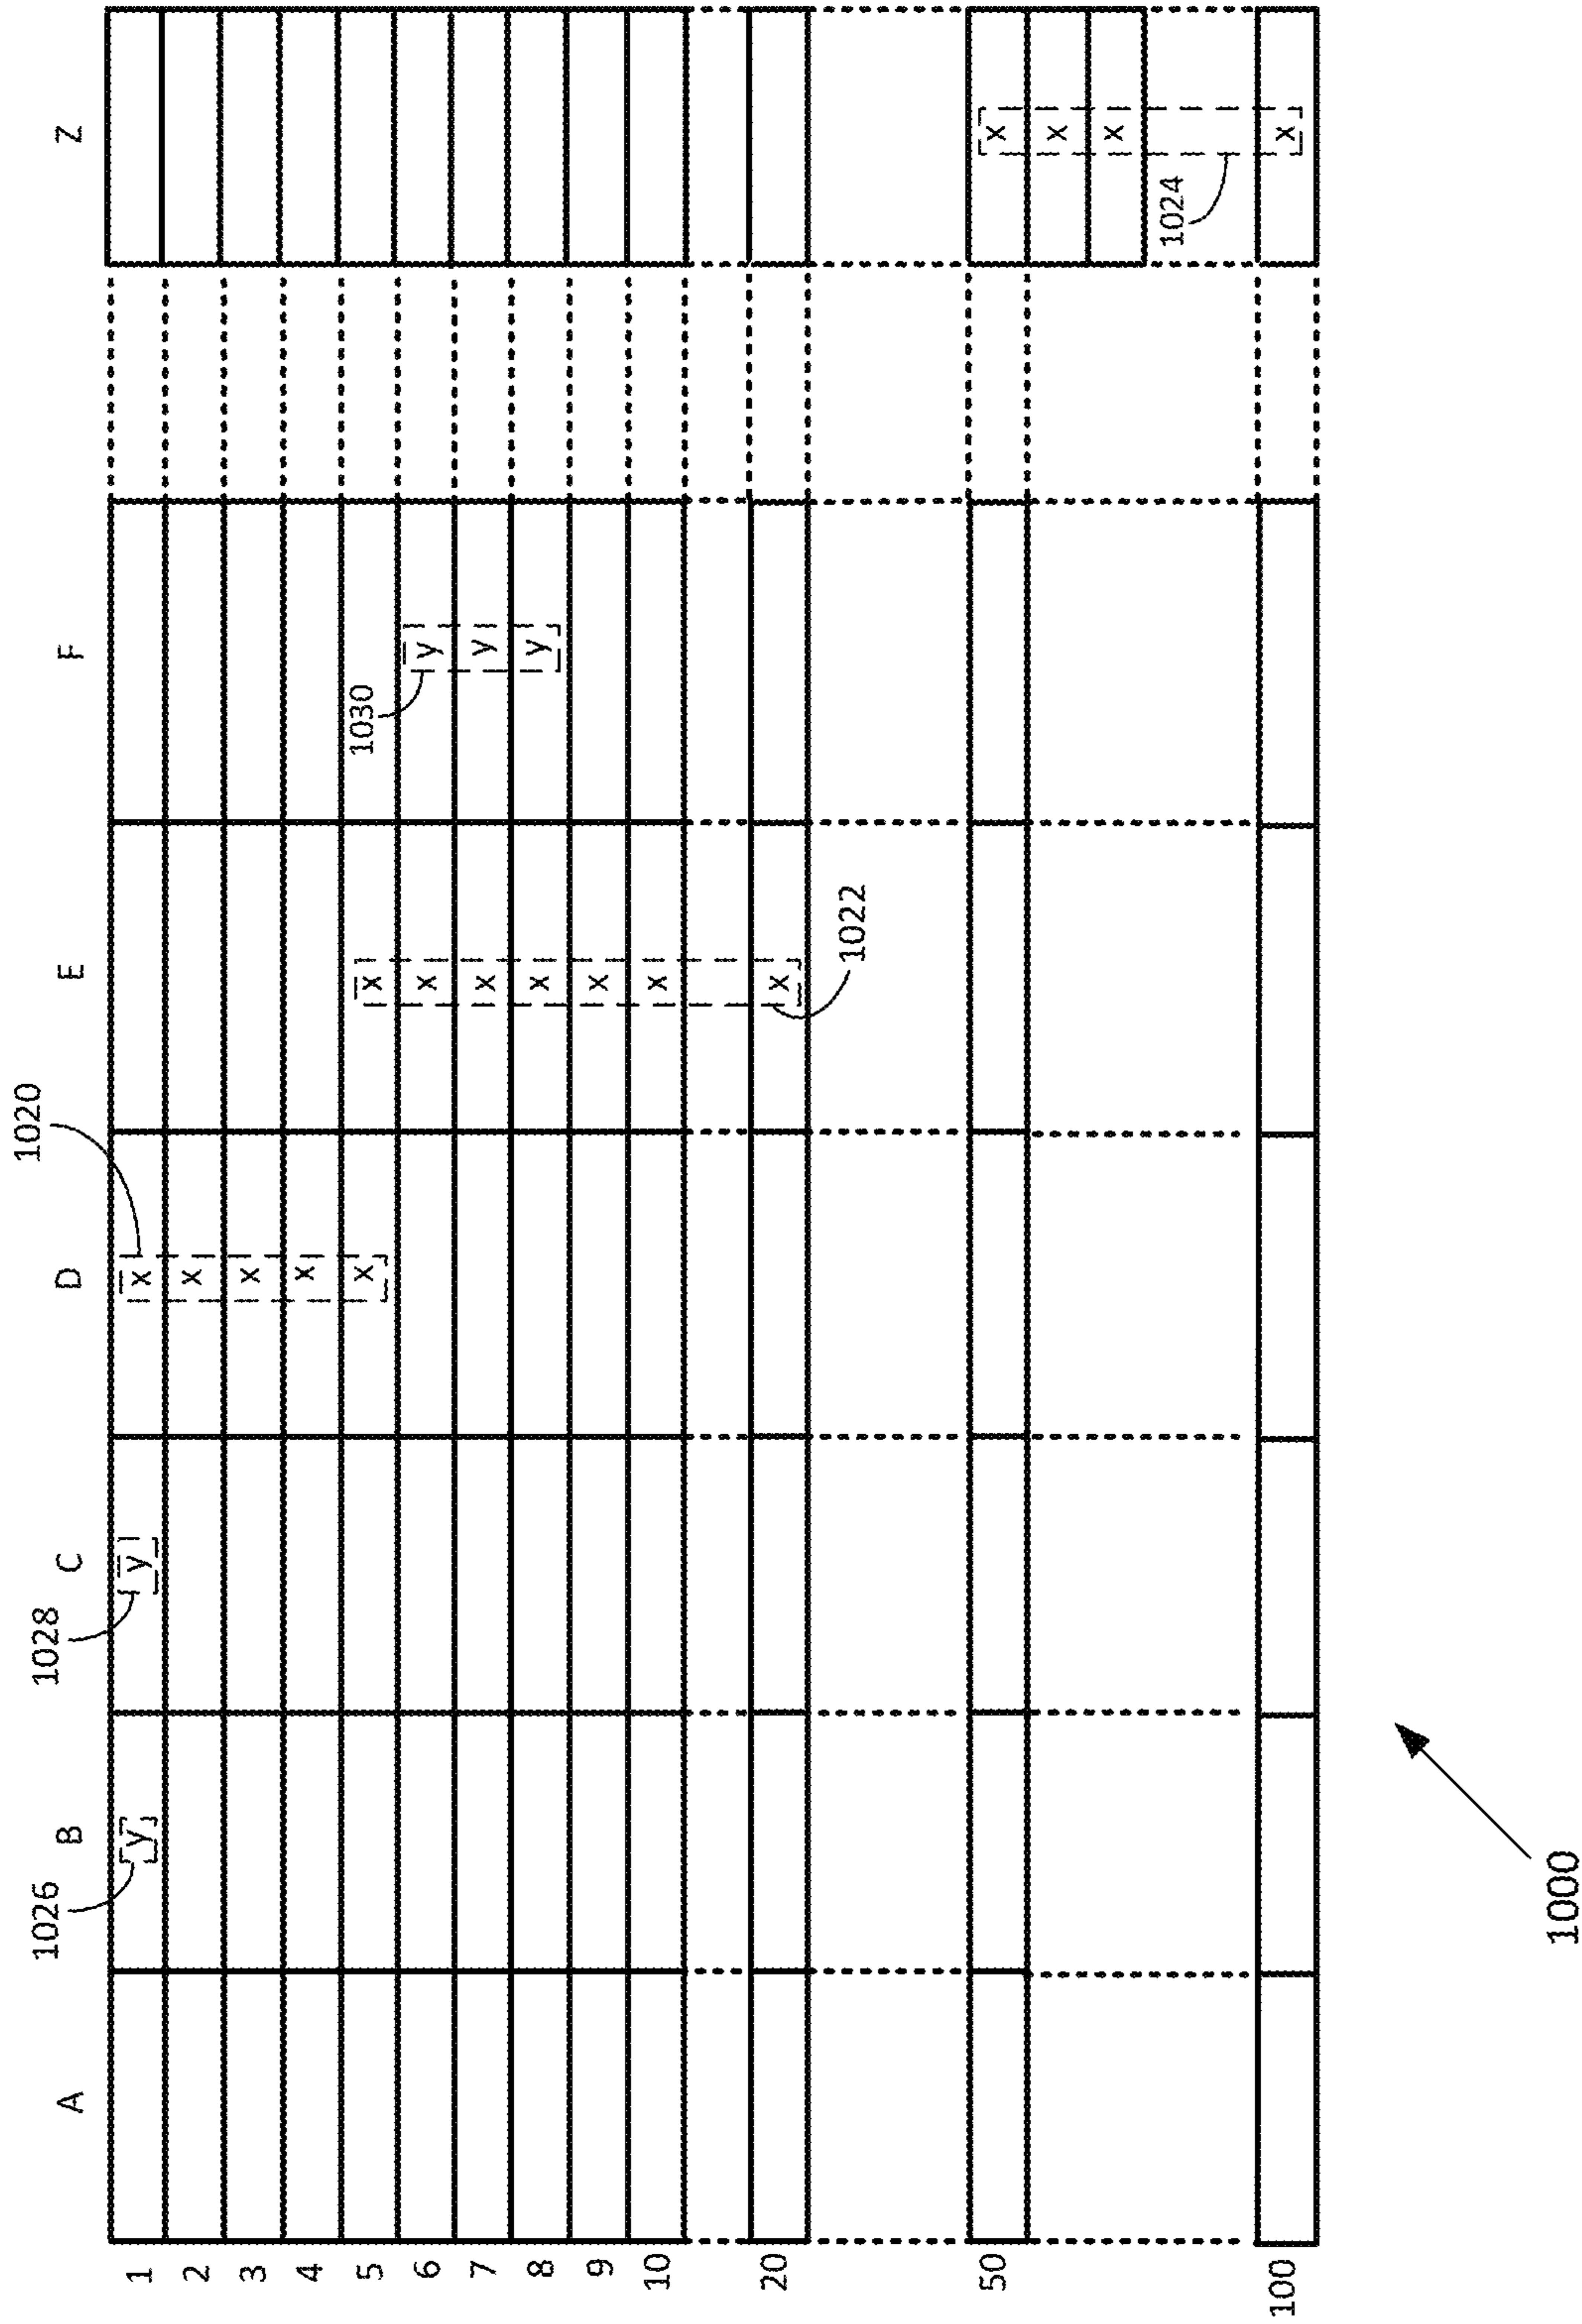 1020
1026 1028
A B C D E F Z
1 y y x
2 x
3 x
4 x
5 x x 1030
6 x y
7 x y
8 x y
9 x
10 x
20 x
1022
50 x
x
x
1024
100 x
1000